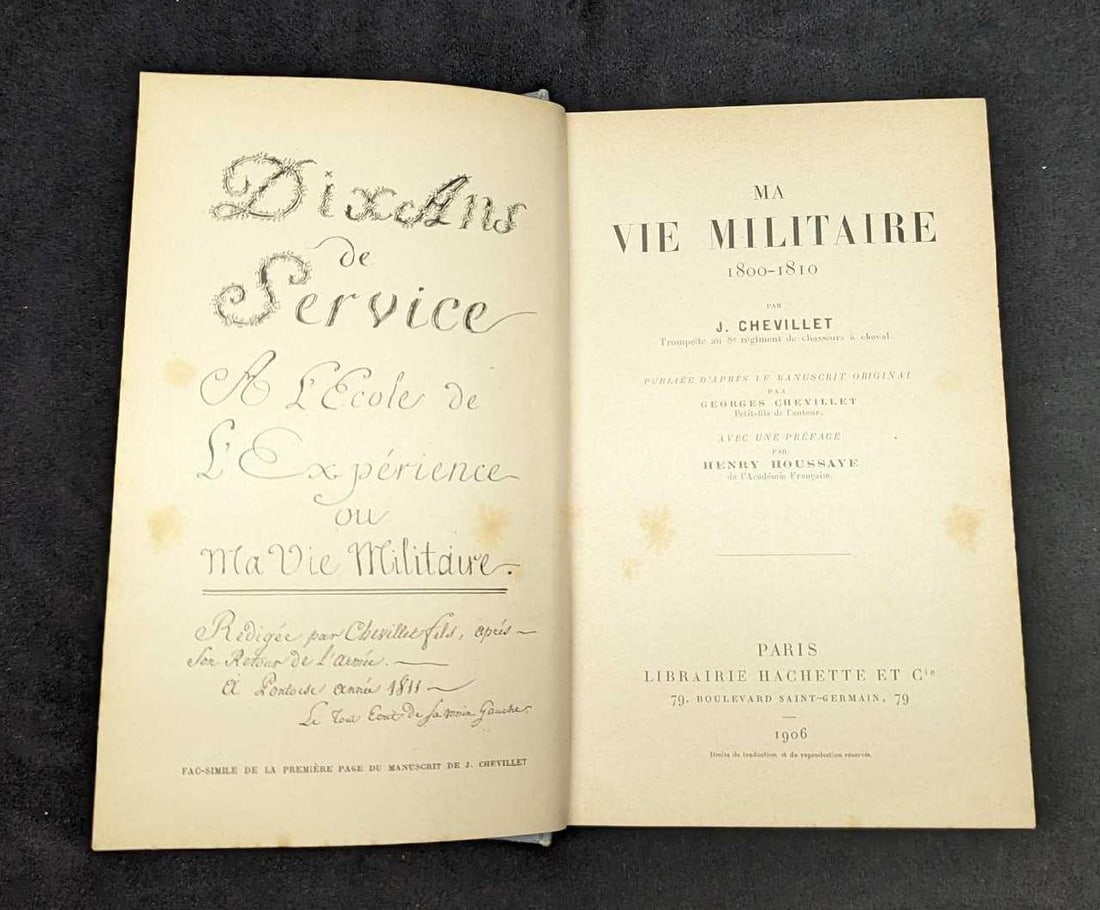 Dix Ans
de
Service
A L'Ecole de
L'Expérience
ou
Ma Vie Militaire.
Rédigée par Chevillet fils, après
Son Retour de l'armée.
A Pontoise année 1811
Le Tout Ecrit de Sa main Gauche.
FAC-SIMILE DE LA PREMIÈRE PAGE DU MANUSCRIT DE J. CHEVILLET
MA
VIE MILITAIRE
1800-1810
PAR
J. CHEVILLET
Trompette au 8e régiment de chasseurs à cheval.
PUBLIÉE D'APRÈS LE MANUSCRIT ORIGINAL
PAR
GEORGES CHEVILLET
Petit-fils de l'auteur.
AVEC UNE PRÉFACE
PAR
HENRY HOUSSAYE
de l'Académie Française.
PARIS
LIBRAIRIE HACHETTE ET Cie
79, BOULEVARD SAINT-GERMAIN, 79
1906
Droits de traduction et de reproduction réservés.